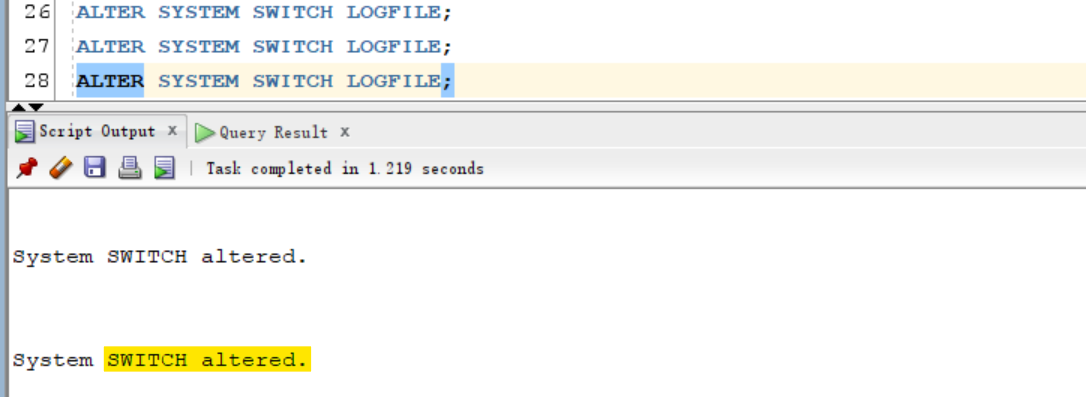 26 ALTER SYSTEM SWITCH LOGFILE;
27 ALTER SYSTEM SWITCH LOGFILE;
28 ALTER SYSTEM SWITCH LOGFILE;
Script Output x Query Result x
Task completed in 1.219 seconds
System SWITCH altered.
System SWITCH altered.